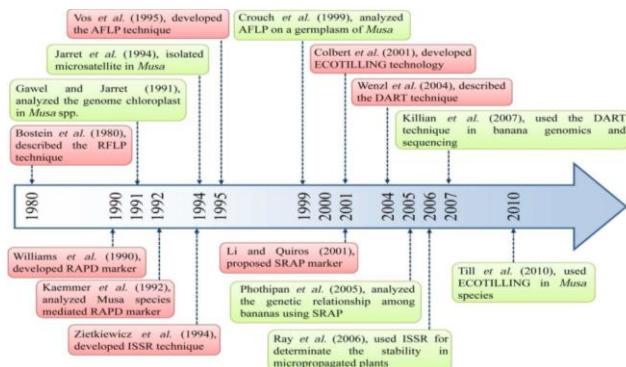 Vos et al. (1995), developed
the AFLP technique
Crouch et al. (1999), analyzed
AFLP on a germplasm of Musa
Jarret et al. (1994), isolated
microsatellite in Musa
Colbert et al. (2001), developed
ECOTILLING technology
Gawel and Jarret (1991),
analyzed the genome chloroplast
in Musa spp.
Wenzl et al. (2004), described
the DART technique
Bostein et al. (1980),
described the RFLP
technique
Killian et al. (2007), used the DART
technique in banana genomics and
sequencing
1980
1990
1991
1992
1994
1995
1999
2000
2001
2004
2005
2006
2007
2010
Williams et al. (1990),
developed RAPD marker
Li and Quiros (2001),
proposed SRAP marker
Till et al. (2010), used
ECOTILLING in Musa
species
Kaemmer et al. (1992),
analyzed Musa species
mediated RAPD marker
Phothipan et al. (2005), analyzed
the genetic relationship among
bananas using SRAP
Zietkiewicz et al. (1994),
developed ISSR technique
Ray et al. (2006), used ISSR for
determinate the stability in
micropropagated plants